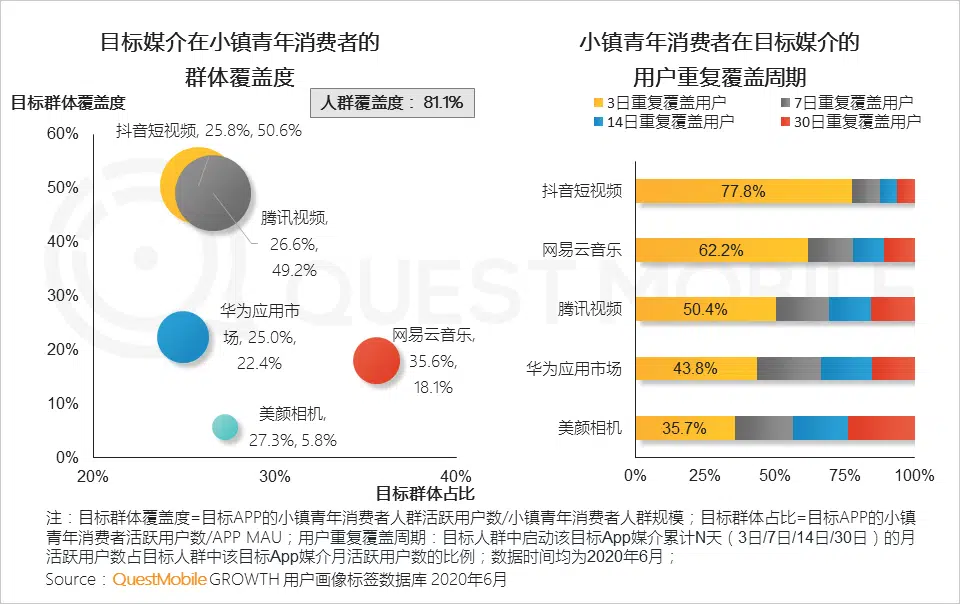 目标媒介在小镇青年消费者的
群体覆盖度
目标群体覆盖度
人群覆盖度：81.1%
60%
50%
40%
30%
20%
10%
0%
抖音短视频, 25.8%, 50.6%
腾讯视频,
26.6%,
49.2%
华为应用市
场, 25.0%,
22.4%
网易云音乐,
35.6%,
18.1%
美颜相机,
27.3%, 5.8%
20%
30%
40%
目标群体占比
小镇青年消费者在目标媒介的
用户重复覆盖周期
3日重复覆盖用户
7日重复覆盖用户
14日重复覆盖用户
30日重复覆盖用户
抖音短视频
77.8%
网易云音乐
62.2%
腾讯视频
50.4%
华为应用市场
43.8%
美颜相机
35.7%
0%
25%
50%
75%
100%
QUEST MOBILE
注：目标群体覆盖度=目标APP的小镇青年消费者人群活跃用户数/小镇青年消费者人群规模；目标群体占比=目标APP的小镇
青年消费者活跃用户数/APP MAU；用户重复覆盖周期：目标人群中启动该目标App媒介累计N天（3日/7日/14日/30日）的月
活跃用户数占目标人群中该目标App媒介月活跃用户数的比例；数据时间均为2020年6月；
Source：QuestMobile GROWTH 用户画像标签数据库 2020年6月